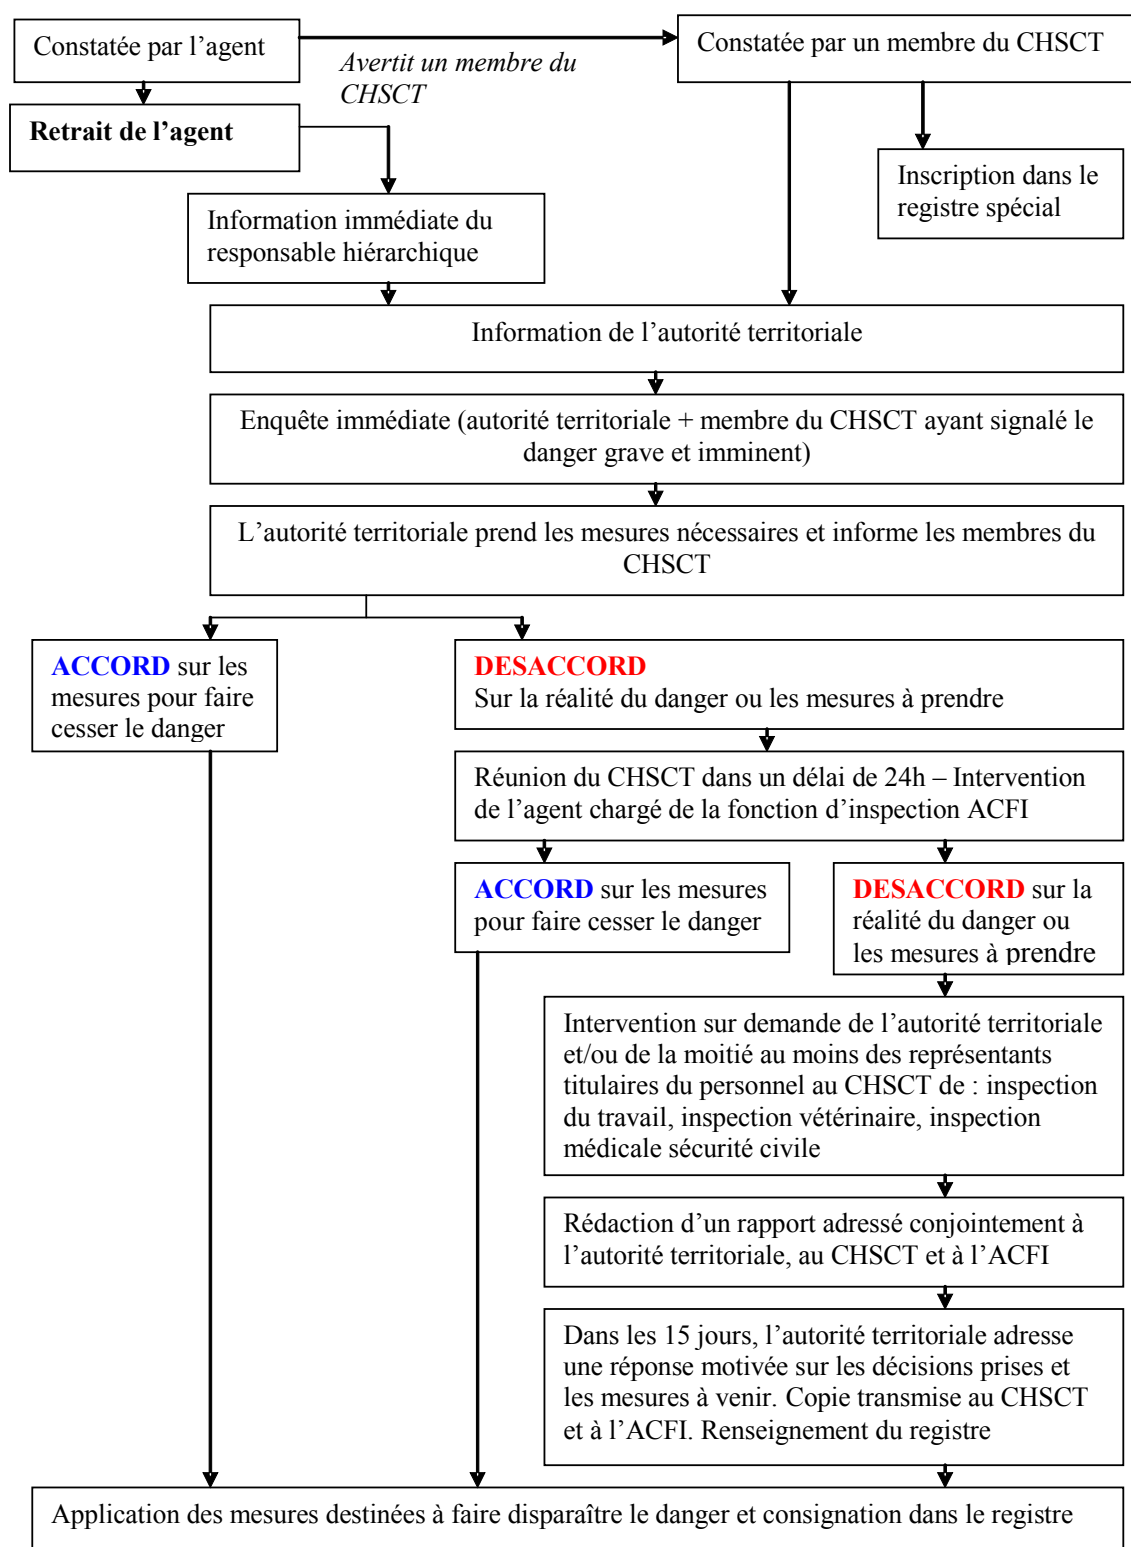 Constatée par l’agent
Avertit un membre du
CHSCT
Constatée par un membre du CHSCT
Retrait de l’agent
Inscription dans le
registre spécial
Information immédiate du
responsable hiérarchique
Information de l’autorité territoriale
Enquête immédiate (autorité territoriale + membre du CHSCT ayant signalé le
danger grave et imminent)
L’autorité territoriale prend les mesures nécessaires et informe les membres du
CHSCT
ACCORD sur les
mesures pour faire
cesser le danger
DESACCORD
Sur la réalité du danger ou les mesures à prendre
Réunion du CHSCT dans un délai de 24h – Intervention
de l’agent chargé de la fonction d’inspection ACFI
ACCORD sur les mesures
pour faire cesser le danger
DESACCORD sur la
réalité du danger ou
les mesures à prendre
Intervention sur demande de l’autorité territoriale
et/ou de la moitié au moins des représentants
titulaires du personnel au CHSCT de : inspection
du travail, inspection vétérinaire, inspection
médicale sécurité civile
Rédaction d’un rapport adressé conjointement à
l’autorité territoriale, au CHSCT et à l’ACFI
Dans les 15 jours, l’autorité territoriale adresse
une réponse motivée sur les décisions prises et
les mesures à venir. Copie transmise au CHSCT
et à l’ACFI. Renseignement du registre
Application des mesures destinées à faire disparaître le danger et consignation dans le registre